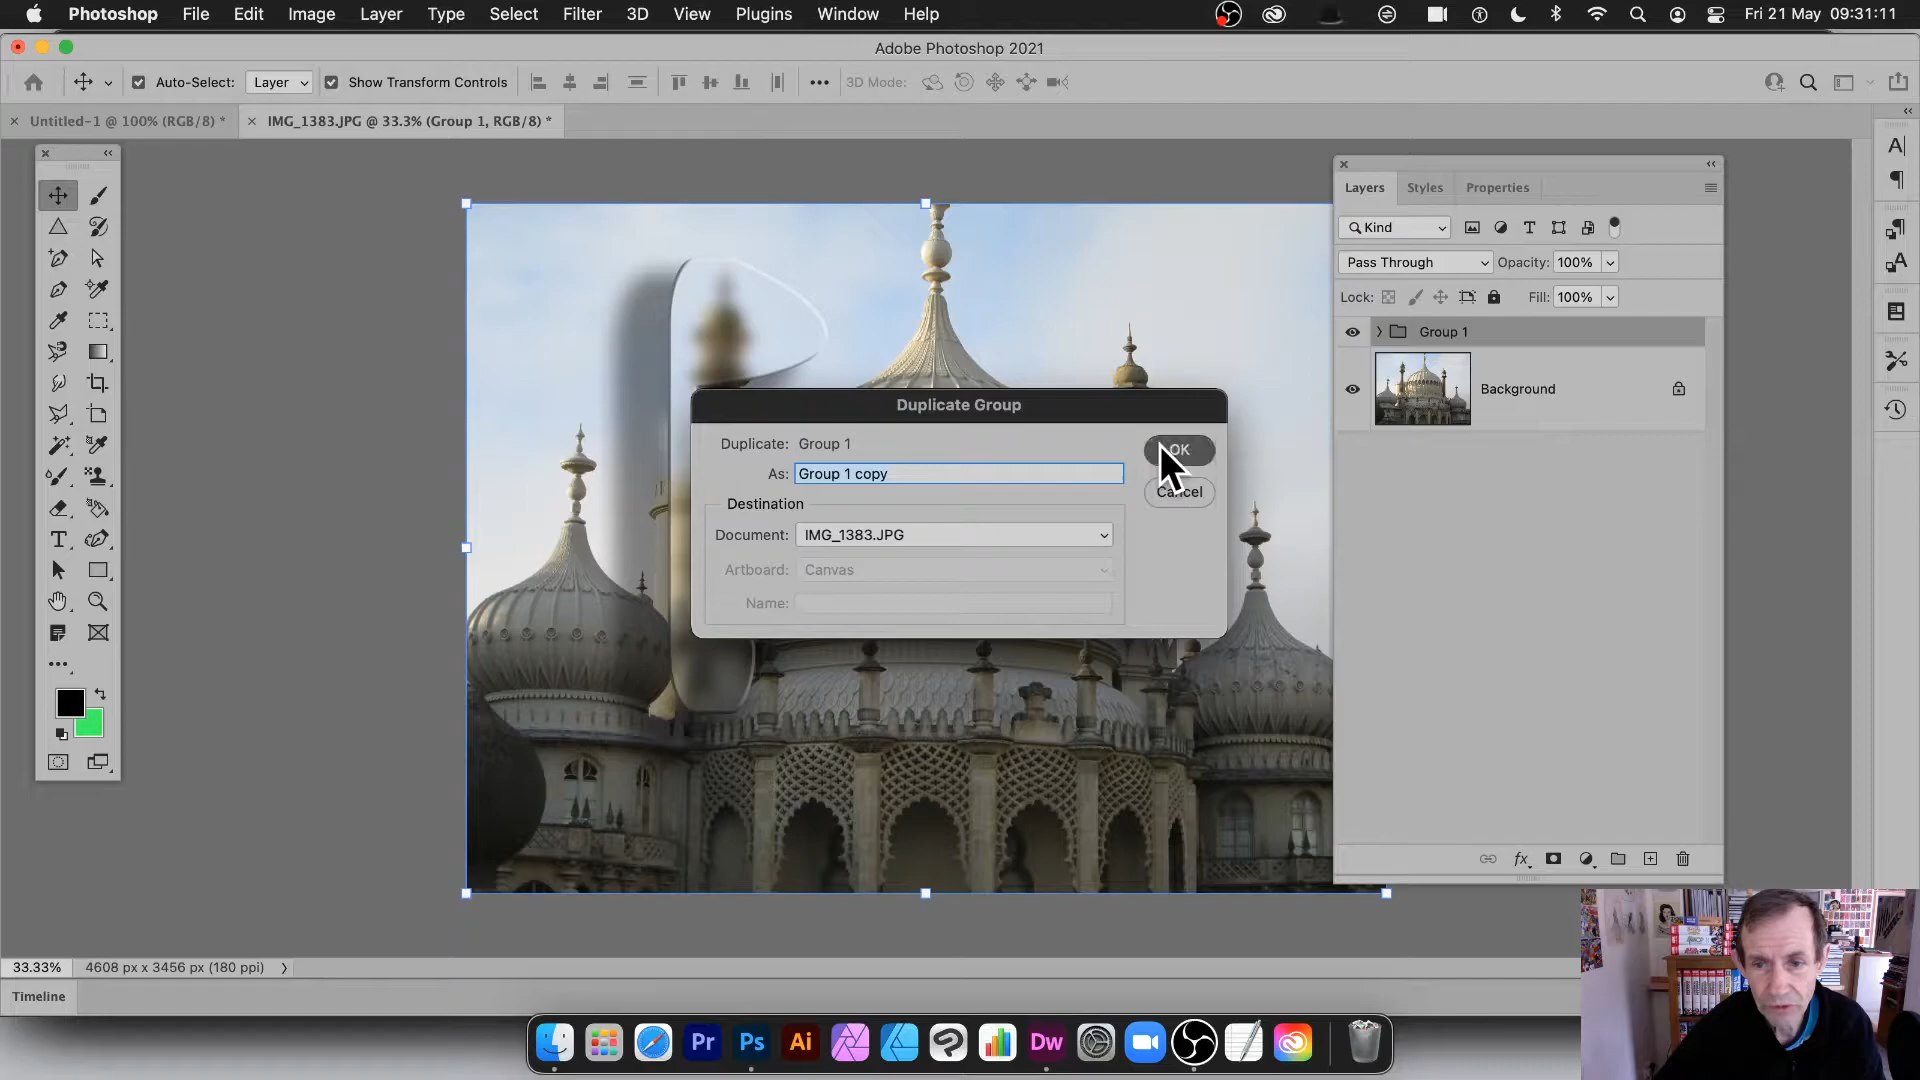 Photoshop File Edit Image Layer Type Select Filter 3D View Plugins Window Help Fri 21 May 09:31:11
Adobe Photoshop 2021
Auto-Select: Layer Show Transform Controls 3D Mode:
Untitled-1 @ 100% (RGB/8) * IMG_1383.JPG @ 33.3% (Group 1, RGB/8) *
Layers Styles Properties
Kind
Pass Through Opacity: 100%
Lock: Fill: 100%
Group 1
Background
Duplicate Group
Duplicate: Group 1
OK
As: Group 1 copy
Cancel
Destination
Document: IMG_1383.JPG
Artboard: Canvas
Name:
33.33% 4608 px x 3456 px (180 ppi)
Timeline
Pr Ps Ai Dw